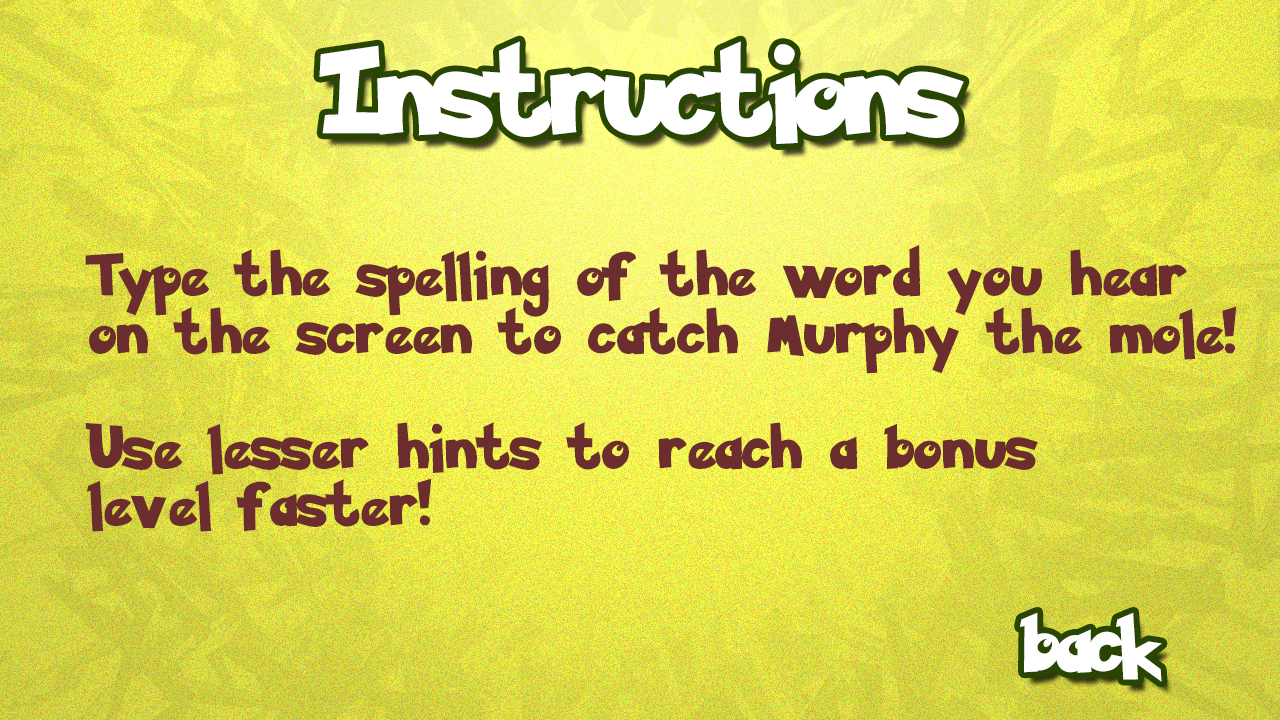 Instructions
Type the spelling of the word you hear
on the screen to catch Murphy the mole!
Use lesser hints to reach a bonus
level faster!
back